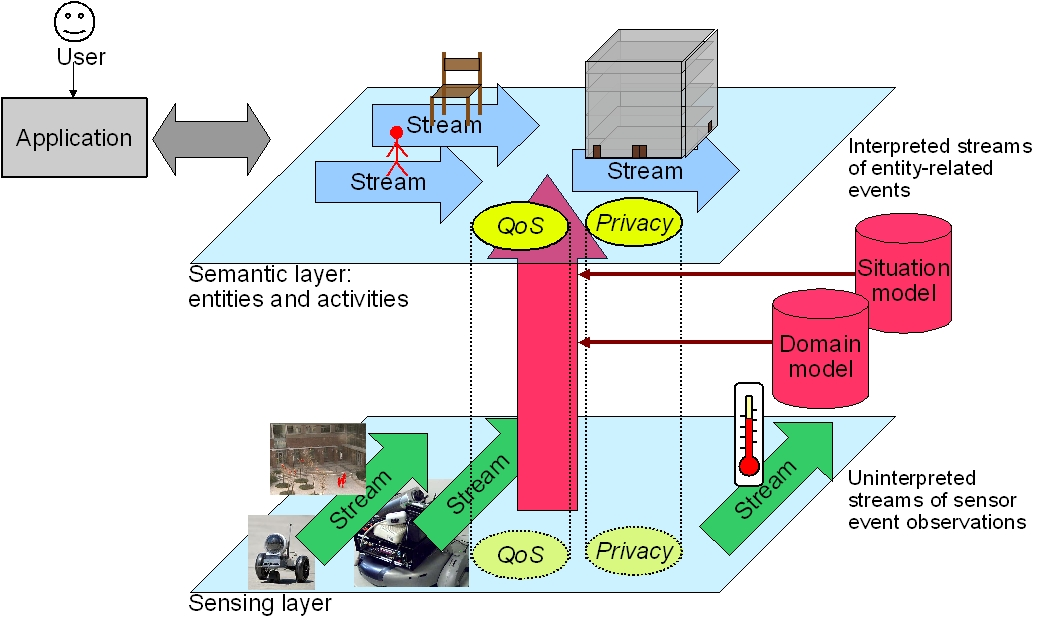 User
Application
Stream
Stream
Stream
QoS
Privacy
Interpreted streams
of entity-related
events
Semantic layer:
entities and activities
Situation
model
Domain
model
Stream
Stream
Stream
QoS
Privacy
Uninterpreted
streams of sensor
event observations
Sensing layer